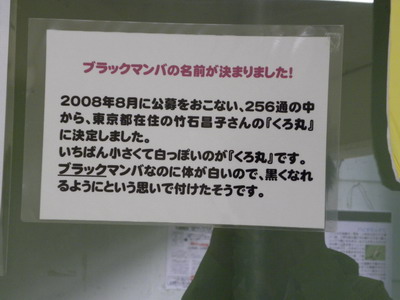 ブラックマンバの名前が決まりました!
2008年8月に公募をおこない、256通の中
から、東京都在住の竹石昌子さんの『くろ丸』
に決定しました。
いちばん小さくて白っぽいのが『くろ丸』です。
ブラックマンバなのに体が白いので、黒くなれ
るようにという思いで付けたそうです。